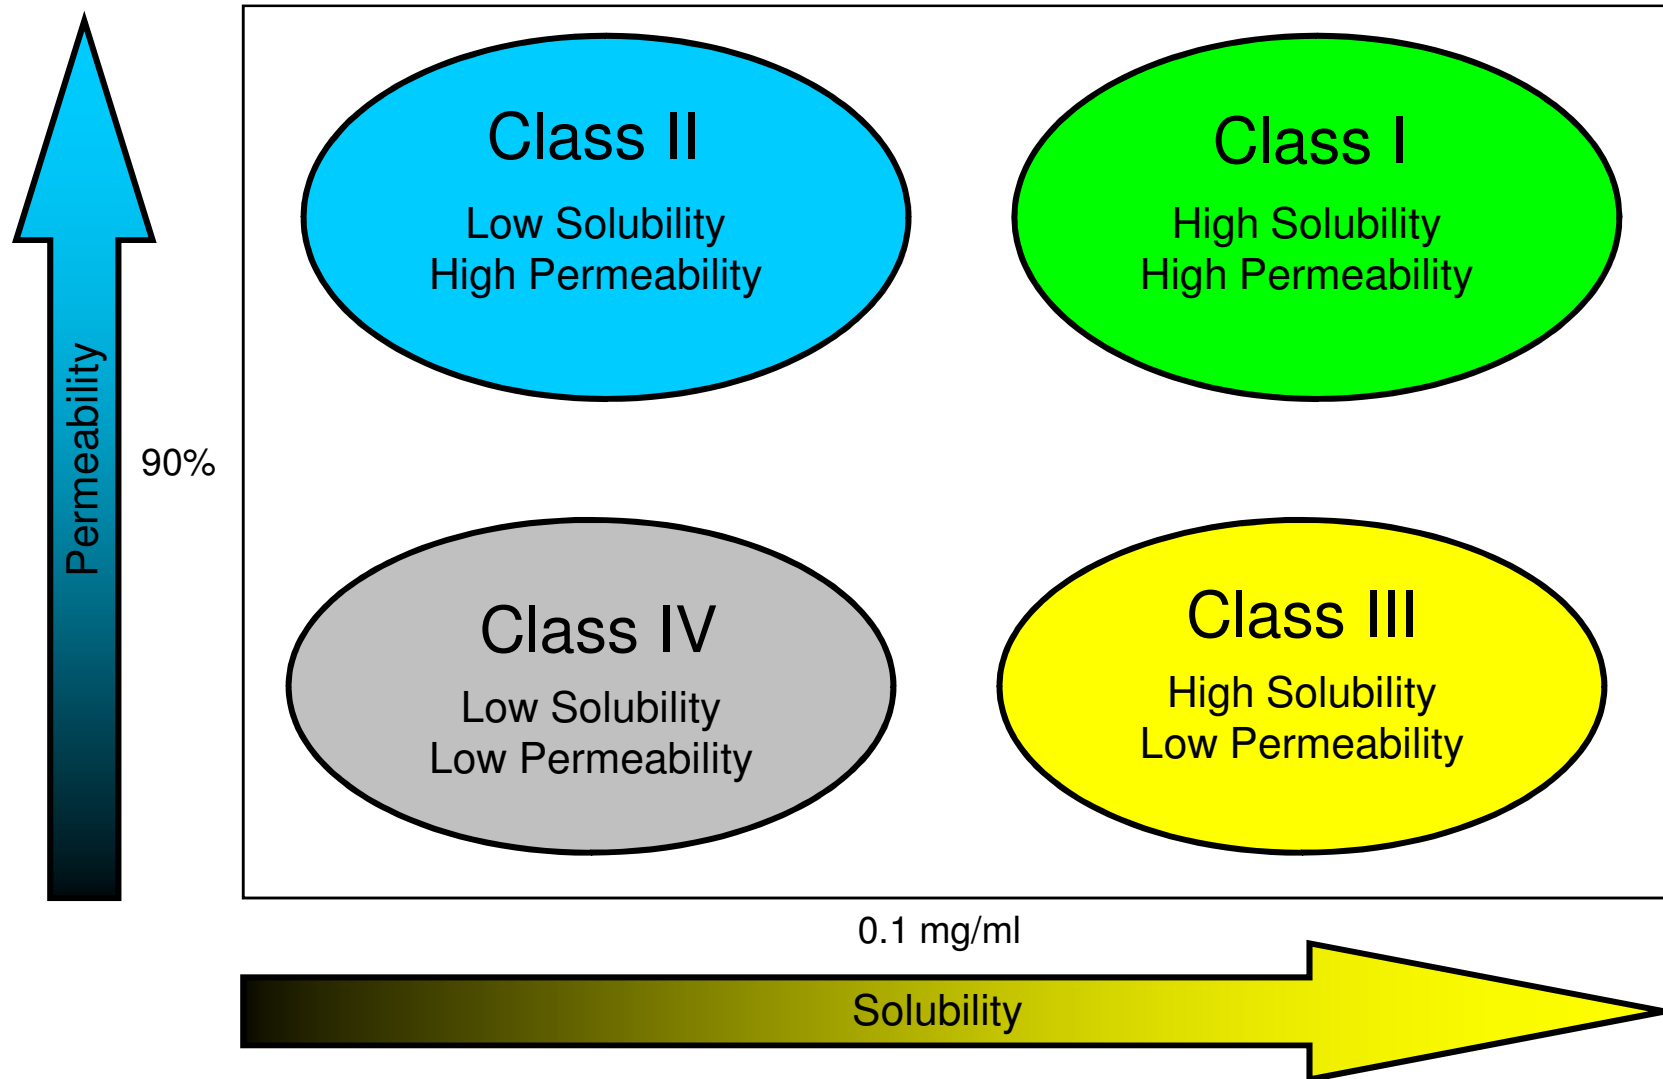 Class II
Low Solubility
High Permeability
Class I
High Solubility
High Permeability
Permeability
90%
Class IV
Low Solubility
Low Permeability
Class III
High Solubility
Low Permeability
0.1 mg/ml
Solubility